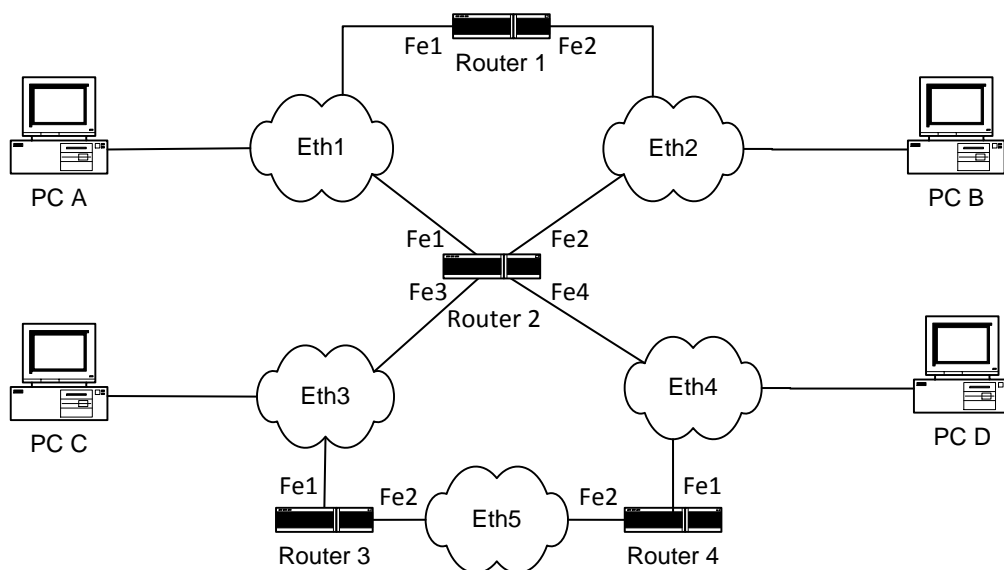 Fe1
Fe2
Router 1
Eth1
Eth2
PC A
PC B
Fe1
Fe2
Fe3
Fe4
Router 2
Eth3
Eth4
PC C
PC D
Fe1
Fe2
Eth5
Fe2
Fe1
Router 3
Router 4